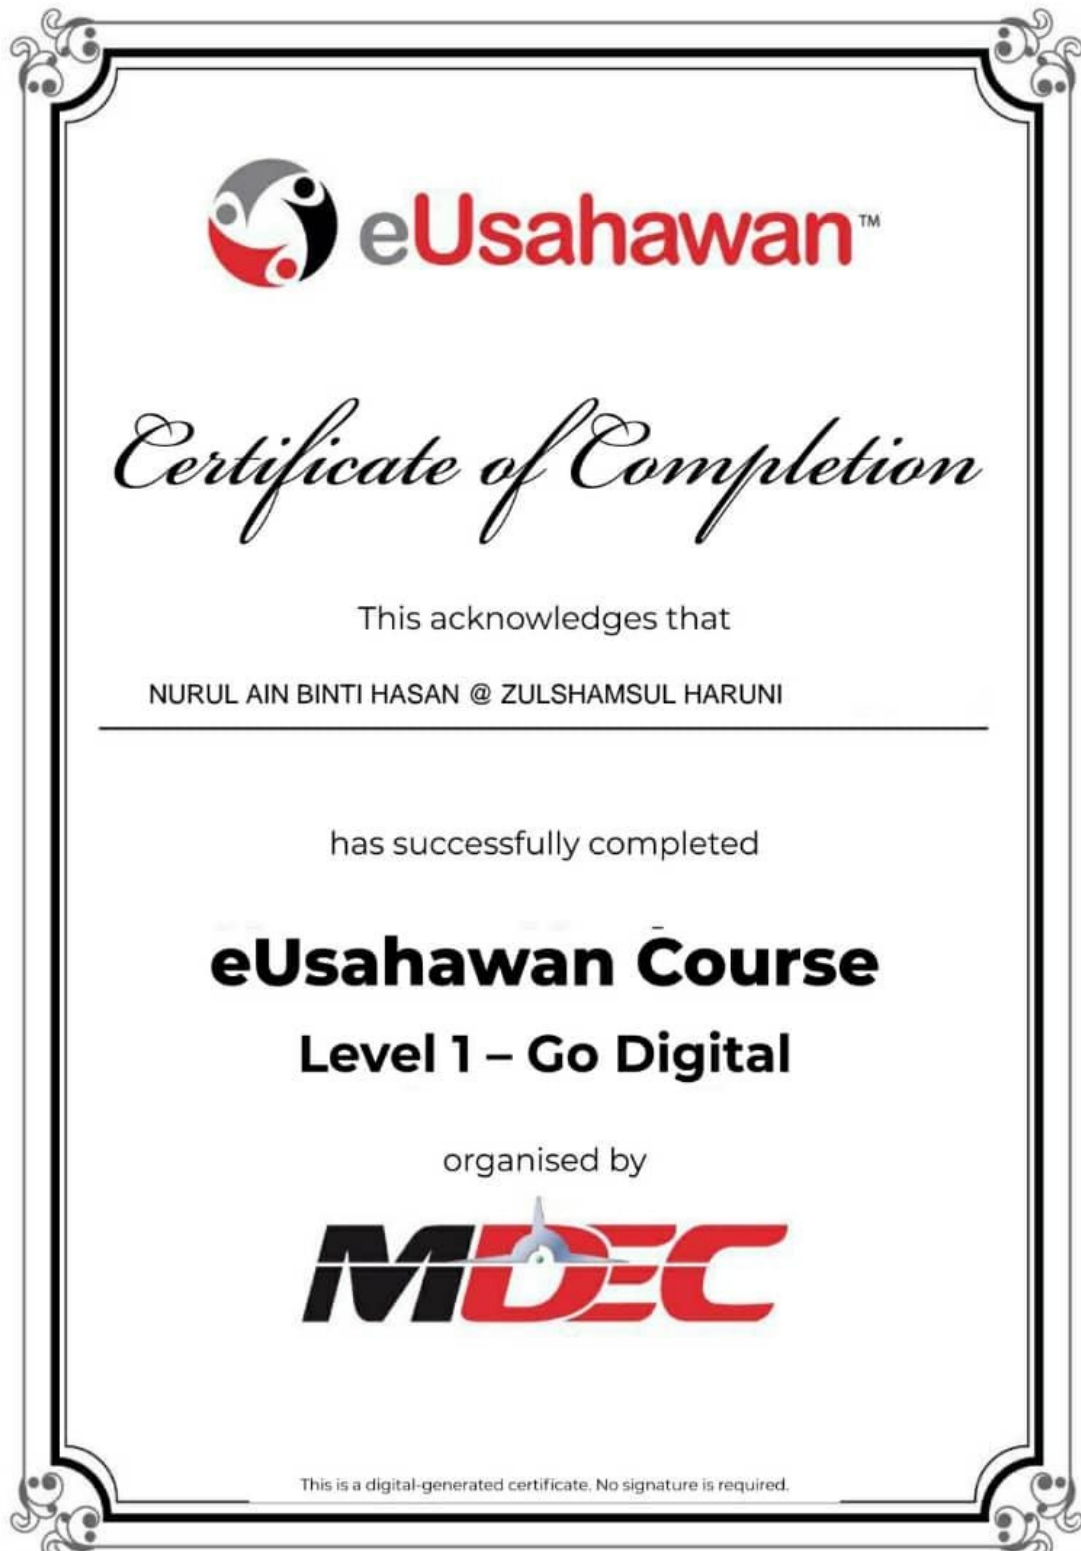 eUsahawan™
Certificate of Completion
This acknowledges that
NURUL AIN BINTI HASAN @ ZULSHAMSUL HARUNI
has successfully completed
eUsahawan Course
Level 1 – Go Digital
organised by
MDEC
This is a digital-generated certificate. No signature is required.